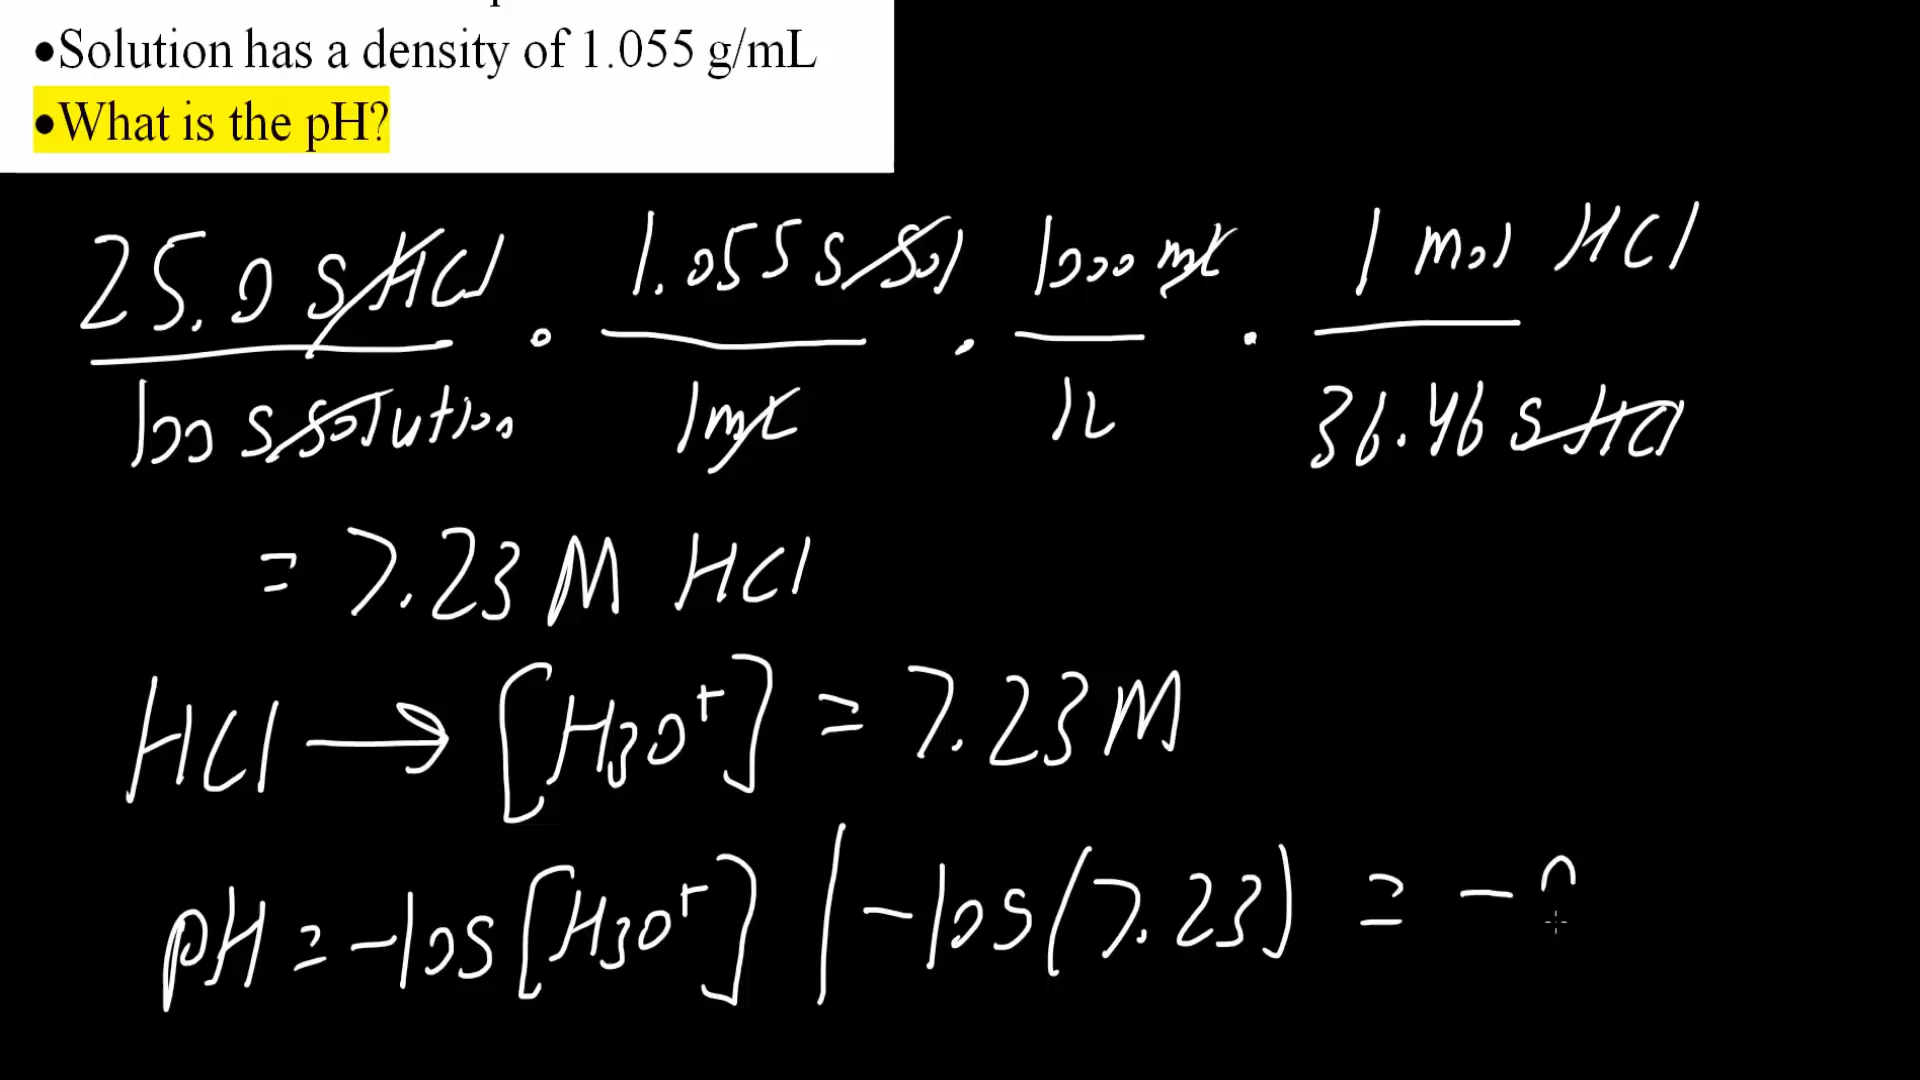 •Solution has a density of 1.055 g/mL
•What is the pH?
25.0 g HCl / 100 g solution · 1.055 g sol / 1 mL · 1000 mL / 1 L · 1 mol HCl / 36.46 g HCl
= 7.23 M HCl
HCl → [H3O+] = 7.23 M
pH = -log[H3O+] | -log(7.23) = -